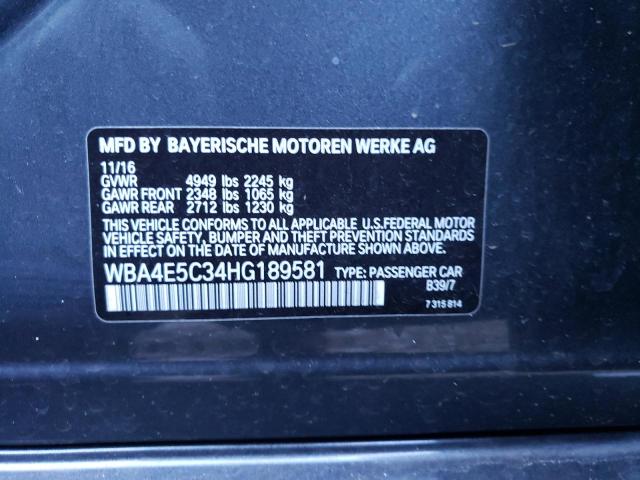 MFD BY BAYERISCHE MOTOREN WERKE AG
11/16
GVWR 4949 lbs 2245 kg
GAWR FRONT 2348 lbs 1065 kg
GAWR REAR 2712 lbs 1230 kg
THIS VEHICLE CONFORMS TO ALL APPLICABLE U.S.FEDERAL MOTOR
VEHICLE SAFETY, BUMPER AND THEFT PREVENTION STANDARDS
IN EFFECT ON THE DATE OF MANUFACTURE SHOWN ABOVE.
WBA4E5C34HG189581 TYPE: PASSENGER CAR
B39/7
7 315 814